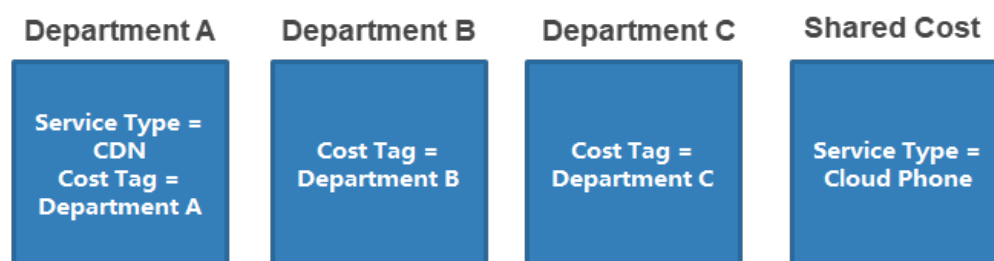 Department A
Department B
Department C
Shared Cost
Service Type =
CDN
Cost Tag =
Department A
Cost Tag =
Department B
Cost Tag =
Department C
Service Type =
Cloud Phone